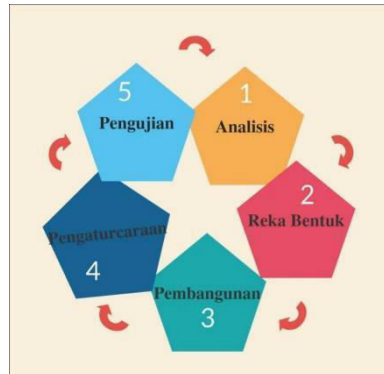 1
Analisis
2
Reka Bentuk
Pembangunan
3
Pengaturcaraan
4
5
Pengujian